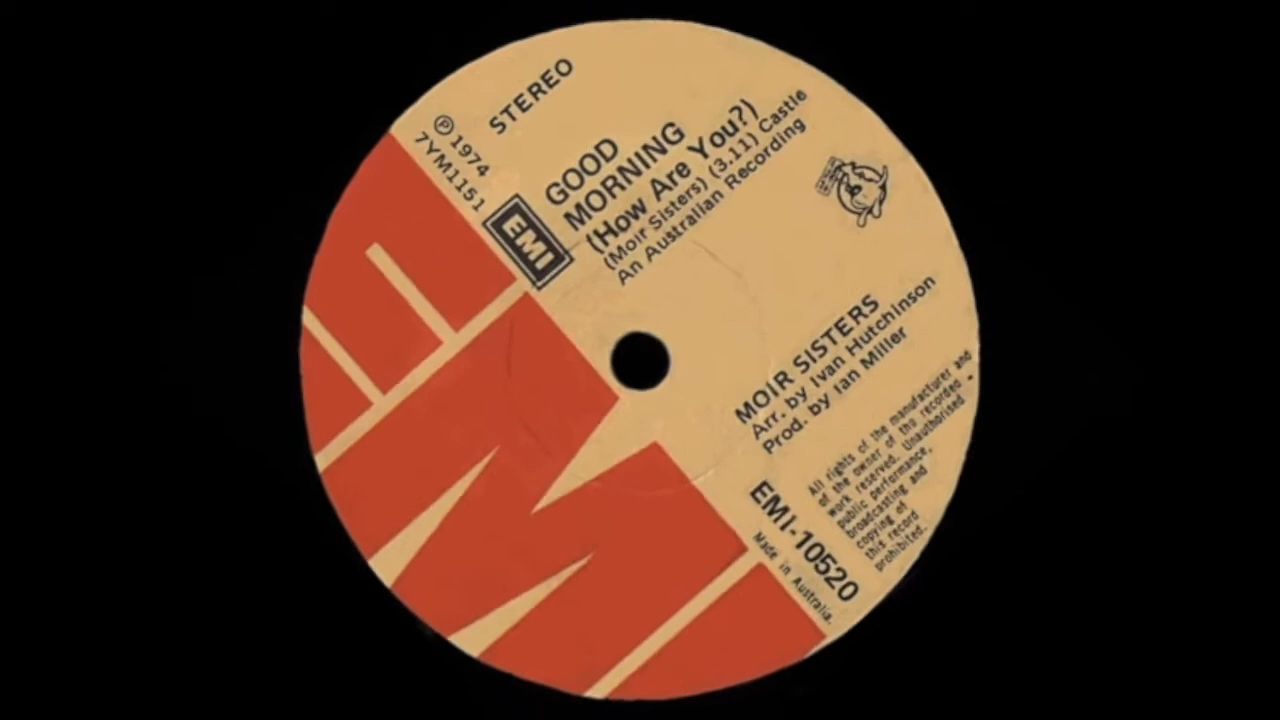 STEREO
Ⓟ 1974
7YM1151
EMI
GOOD
MORNING
(How Are You?)
(Moir Sisters) (3.11) Castle
An Australian Recording
MOIR SISTERS
Arr. by Ivan Hutchinson
Prod. by Ian Miller
EMI-10520
Made in Australia.
All rights of the manufacturer and
of the owner of the recorded
work reserved. Unauthorised
public performance,
broadcasting and
copying of
this record
prohibited.
EMI